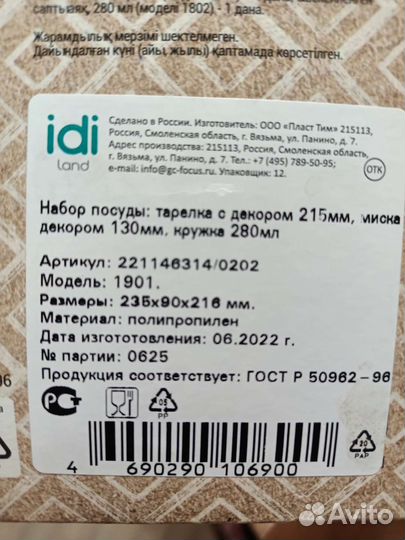 саптыаяқ, 280 мл (моделі 1802) - 1 дана.
Жарамдылық мерзімі шектелмеген.
Дайындалған күні (айы, жылы) қаптамада көрсетілген.
idi
land
Сделано в России. Изготовитель: ООО «Пласт Тим» 215113,
Россия, Смоленская область, г. Вязьма, ул. Панино, д. 7.
Адрес производства: 215113, Россия, Смоленская область,
г. Вязьма, ул. Панино, д. 7. Тел.: +7 (495) 789-50-95;
e-mail: info@gc-focus.ru. Упаковщик: 12.
ОТК
Набор посуды: тарелка с декором 215мм, миска
декором 130мм, кружка 280мл
Артикул: 221146314/0202
Модель: 1901.
Размеры: 235х90х216 мм.
Материал: полипропилен
Дата изгототовления: 06.2022 г.
№ партии: 0625
Продукция соответствует: ГОСТ Р 50962-96
05
PP
20
PAP
4 690290 106900
Avito